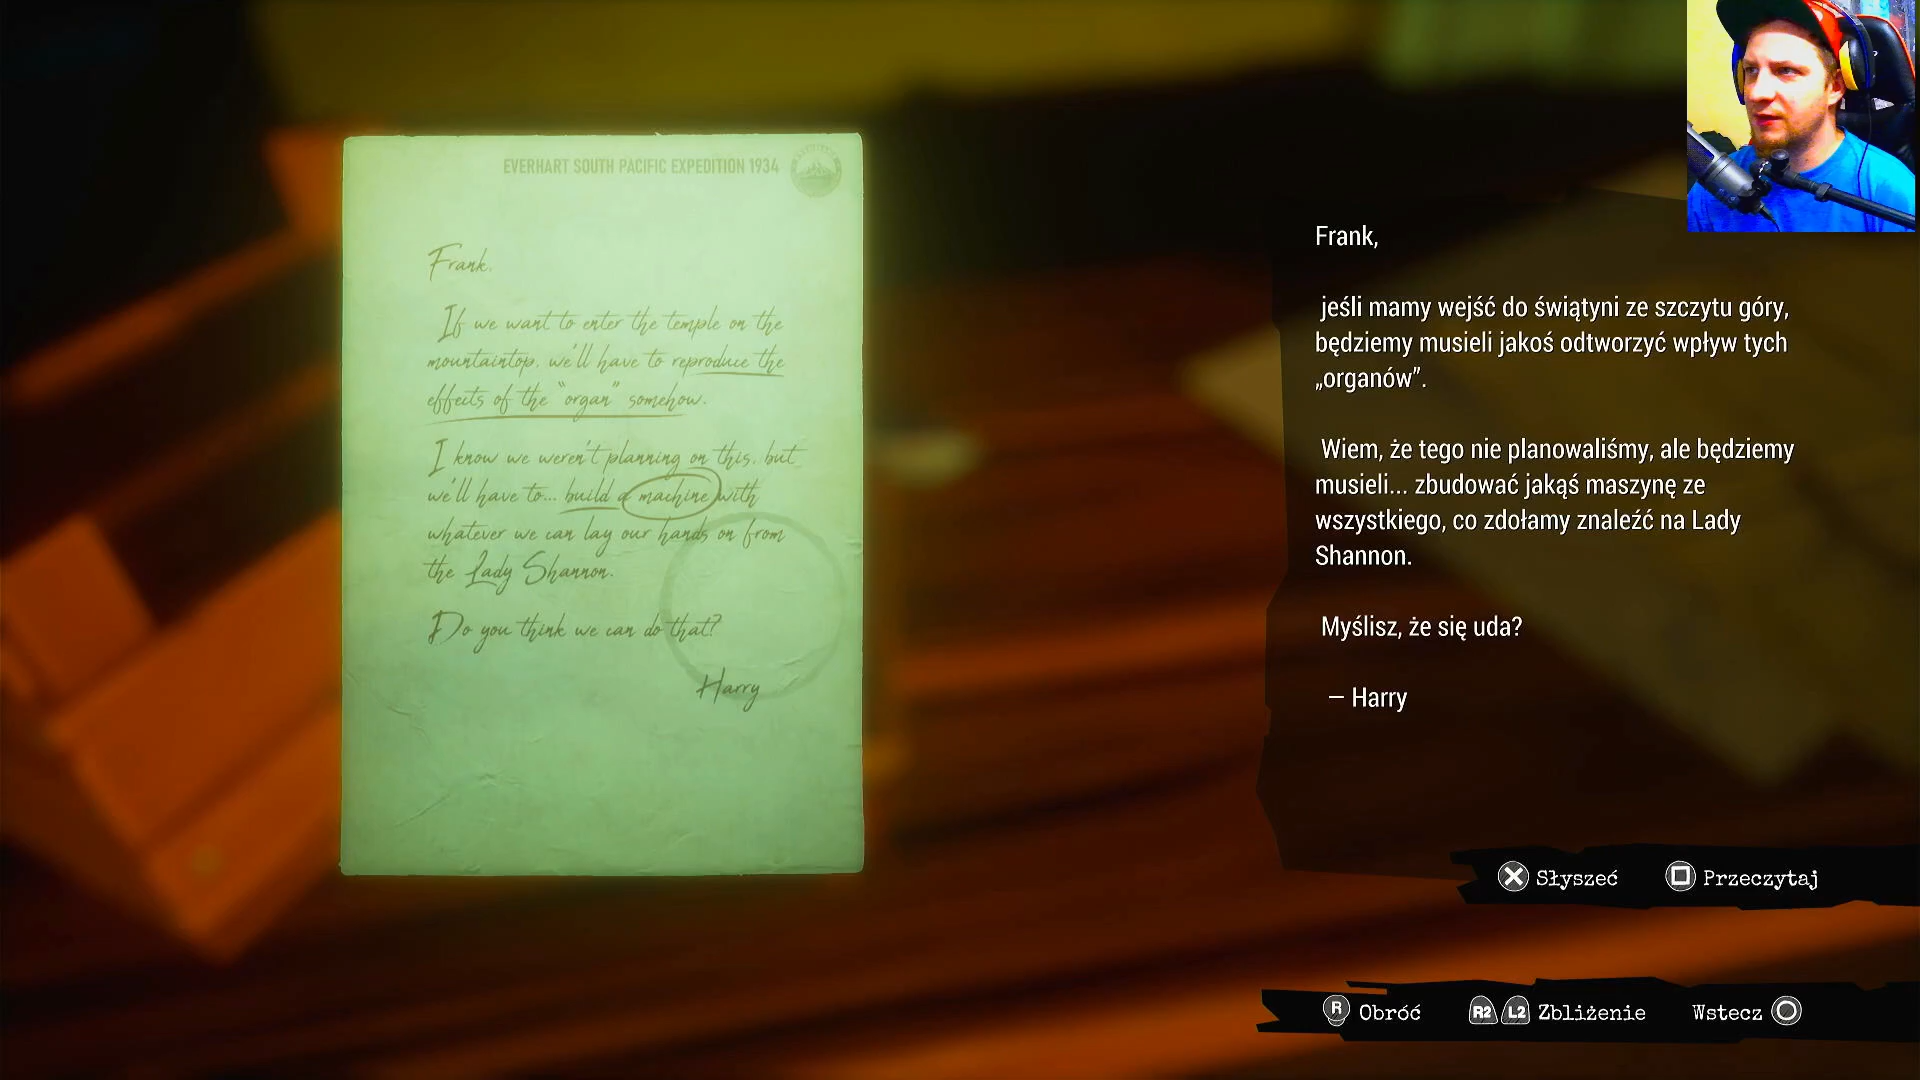 EVERHART SOUTH PACIFIC EXPEDITION 1934
Frank,
If we want to enter the temple on the
mountaintop, we'll have to reproduce the
effects of the "organ" somehow.
I know we weren't planning on this, but
we'll have to... build a machine with
whatever we can lay our hands on from
the Lady Shannon.
Do you think we can do that?
Harry
Frank,
jeśli mamy wejść do świątyni ze szczytu góry,
będziemy musieli jakoś odtworzyć wpływ tych
„organów”.
Wiem, że tego nie planowaliśmy, ale będziemy
musieli... zbudować jakąś maszynę ze
wszystkiego, co zdołamy znaleźć na Lady
Shannon.
Myślisz, że się uda?
— Harry
Słyszeć Przeczytaj
R Obróć R2 L2 Zbliżenie Wstecz